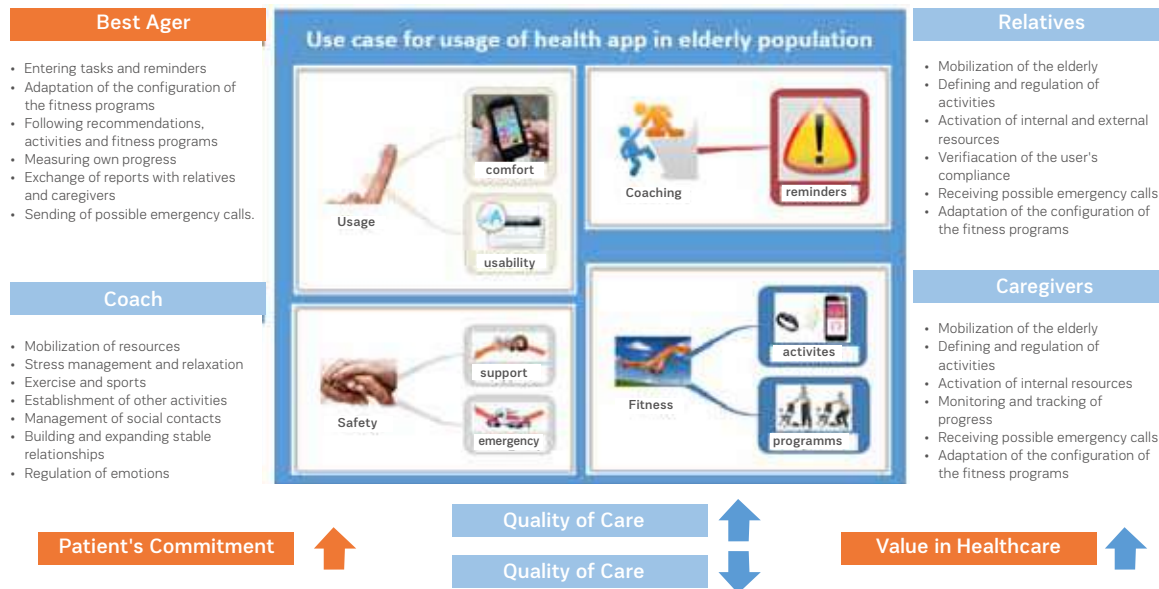 Best Ager
• Entering tasks and reminders
• Adaptation of the configuration of
the fitness programs
• Following recommendations,
activities and fitness programs
• Measuring own progress
• Exchange of reports with relatives
and caregivers
• Sending of possible emergency calls.
Coach
• Mobilization of resources
• Stress management and relaxation
• Exercise and sports
• Establishment of other activities
• Management of social contacts
• Building and expanding stable
relationships
• Regulation of emotions
Use case for usage of health app in elderly population
Usage
comfort
usability
Coaching
reminders
Safety
support
emergency
Fitness
activites
programms
Relatives
• Mobilization of the elderly
• Defining and regulation of
activities
• Activation of internal and external
resources
• Verifiacation of the user's
compliance
• Receiving possible emergency calls
• Adaptation of the configuration of
the fitness programs
Caregivers
• Mobilization of the elderly
• Defining and regulation of
activities
• Activation of internal resources
• Monitoring and tracking of
progress
• Receiving possible emergency calls
• Adaptation of the configuration of
the fitness programs
Patient's Commitment
Quality of Care
Quality of Care
Value in Healthcare